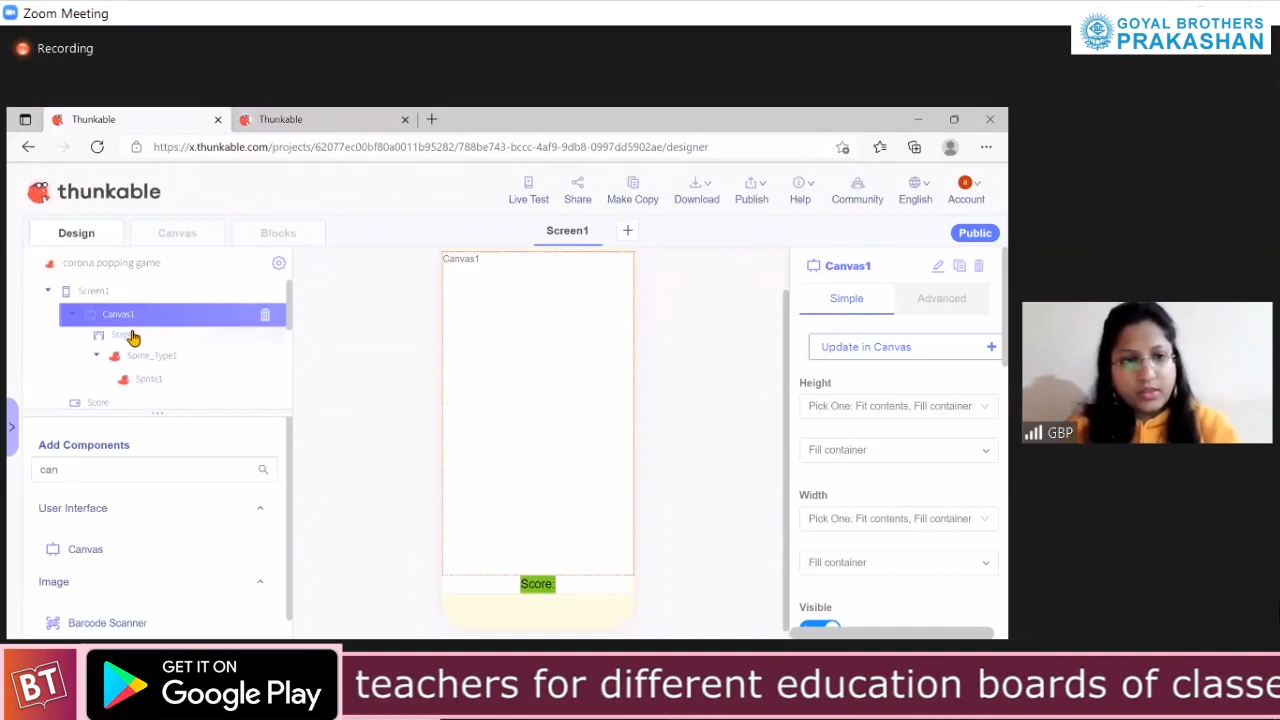 Zoom Meeting
GOYAL BROTHERS
PRAKASHAN
Recording
Thunkable
Thunkable
https://x.thunkable.com/projects/62077ec00bf80a0011b95282/788be743-bccc-4af9-9db8-0997dd5902ae/designer
thunkable
Live Test
Share
Make Copy
Download
Publish
Help
Community
English
Account
Design
Canvas
Blocks
Screen1
Public
corona popping game
Screen1
Canvas1
Sprite_Type1
Sprite1
Score
Add Components
can
User Interface
Canvas
Image
Barcode Scanner
Canvas1
Score:
Canvas1
Simple
Advanced
Update in Canvas
Height
Pick One: Fit contents, Fill container
Fill container
Width
Pick One: Fit contents, Fill container
Fill container
Visible
GBP
BT
GET IT ON
Google Play
teachers for different education boards of classe